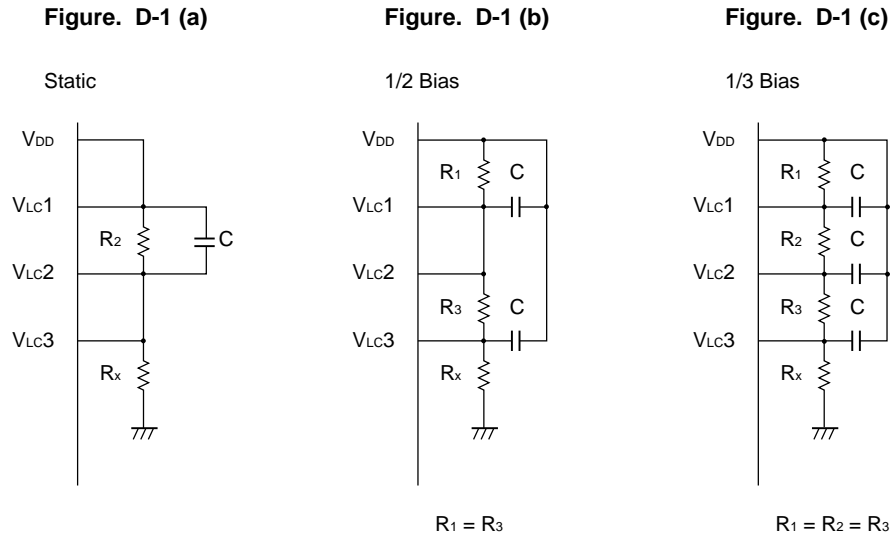 Figure. D-1 (a)
Static
VDD
VLC1
R2
C
VLC2
VLC3
Rx
Figure. D-1 (b)
1/2 Bias
VDD
R1
C
VLC1
VLC2
R3
C
VLC3
Rx
R1 = R3
Figure. D-1 (c)
1/3 Bias
VDD
R1
C
VLC1
R2
C
VLC2
R3
C
VLC3
Rx
R1 = R2 = R3